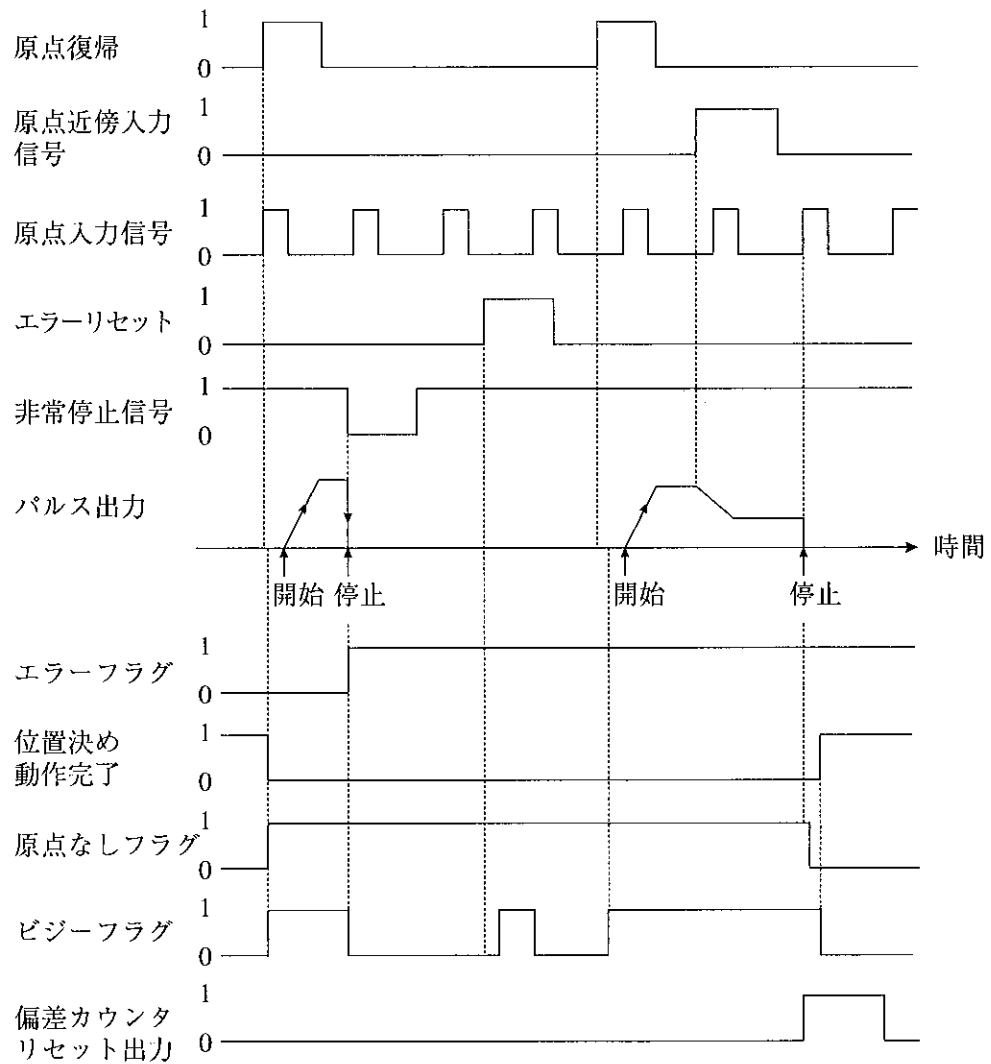 1
原点復帰
0
1
原点近傍入力
信号
0
1
原点入力信号
0
1
エラーリセット
0
1
非常停止信号
0
パルス出力
時間
開始 停止 開始 停止
1
エラーフラグ
0
1
位置決め
動作完了
0
1
原点なしフラグ
0
1
ビジーフラグ
0
1
偏差カウンタ
リセット出力
0